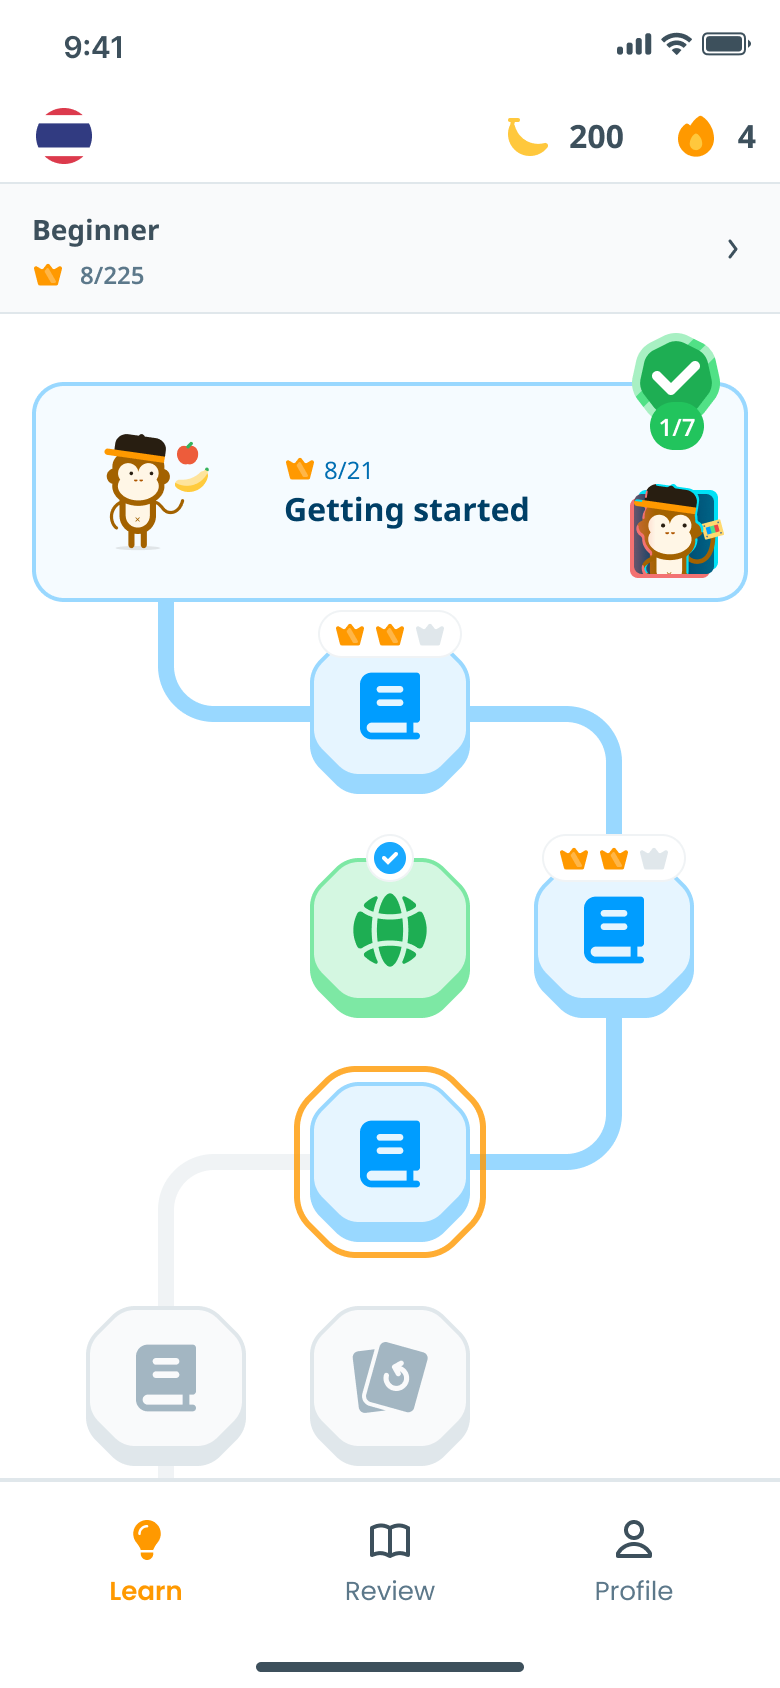 9:41
200
4
Beginner
8/225
1/7
8/21
Getting started
Learn
Review
Profile